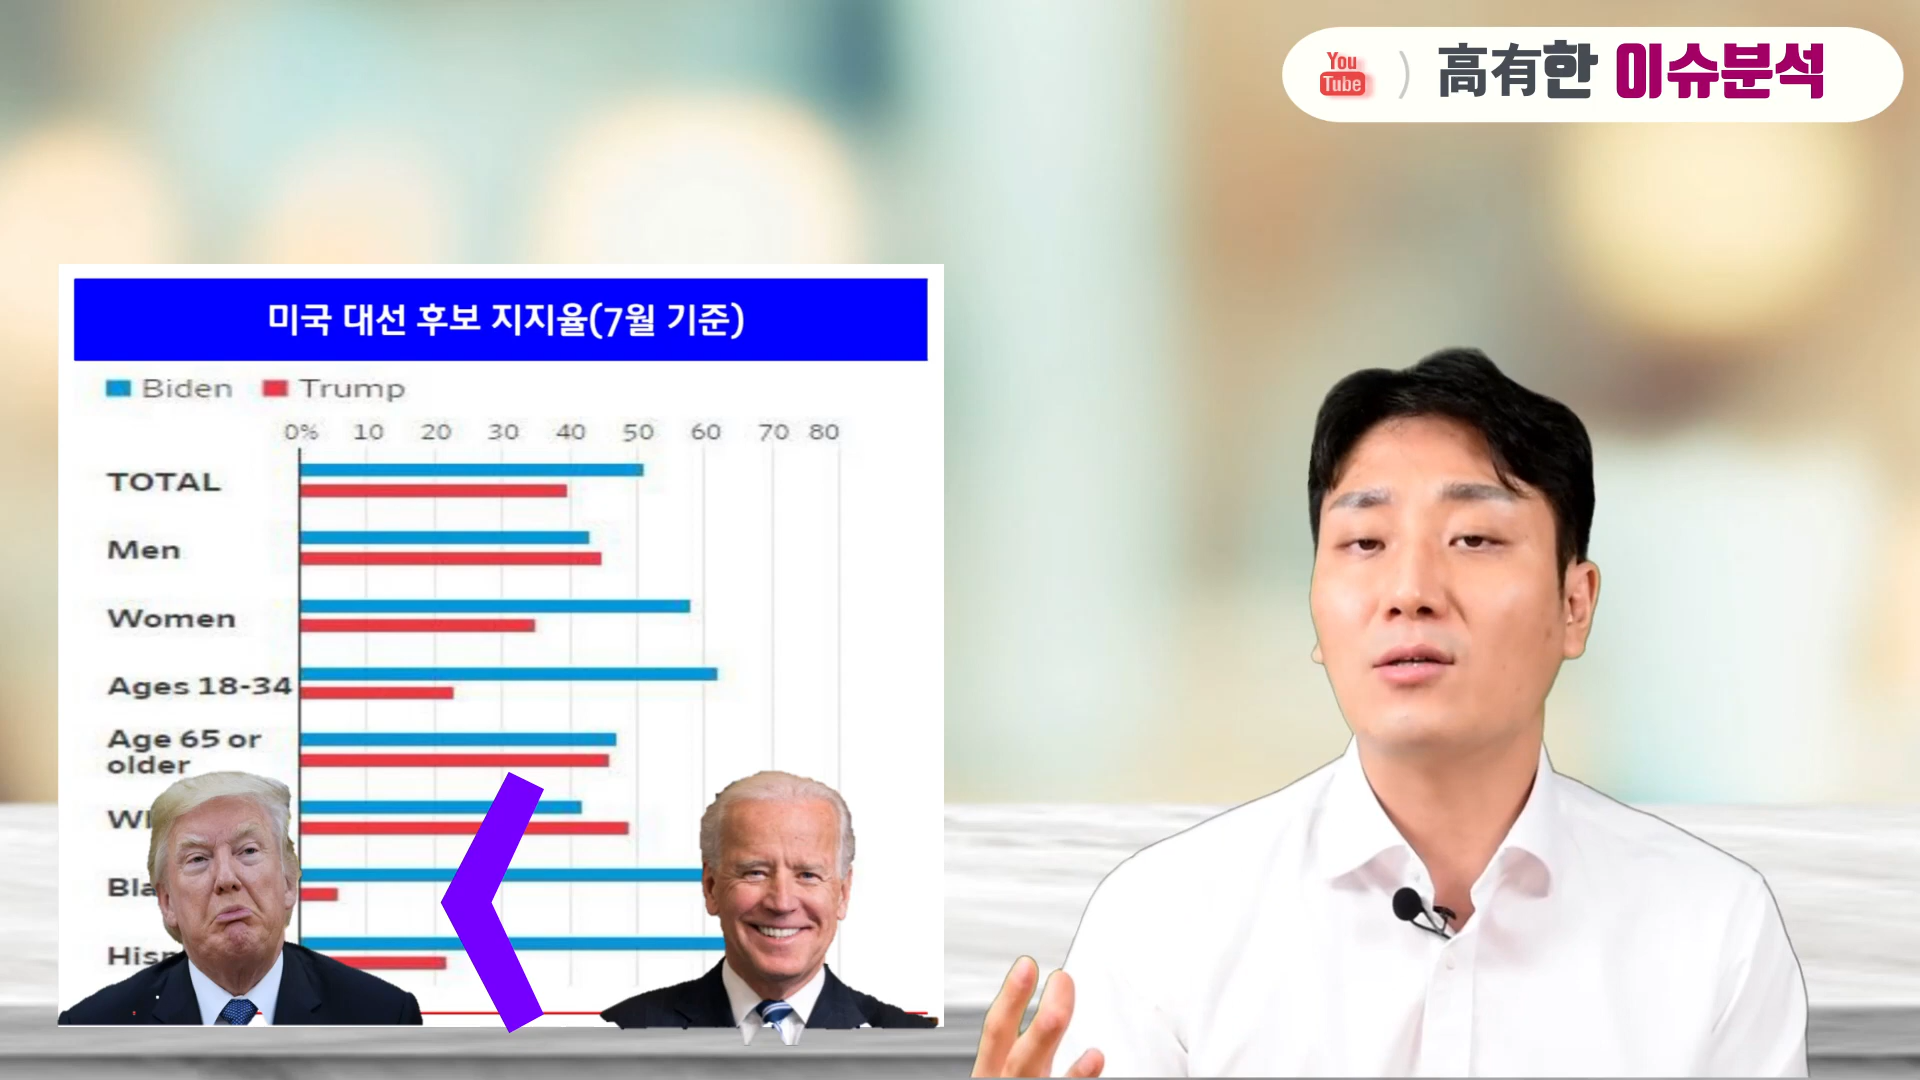 You
Tube
高有한 이슈분석
미국 대선 후보 지지율(7월 기준)
Biden Trump
0% 10 20 30 40 50 60 70 80
TOTAL
Men
Women
Ages 18-34
Age 65 or
older